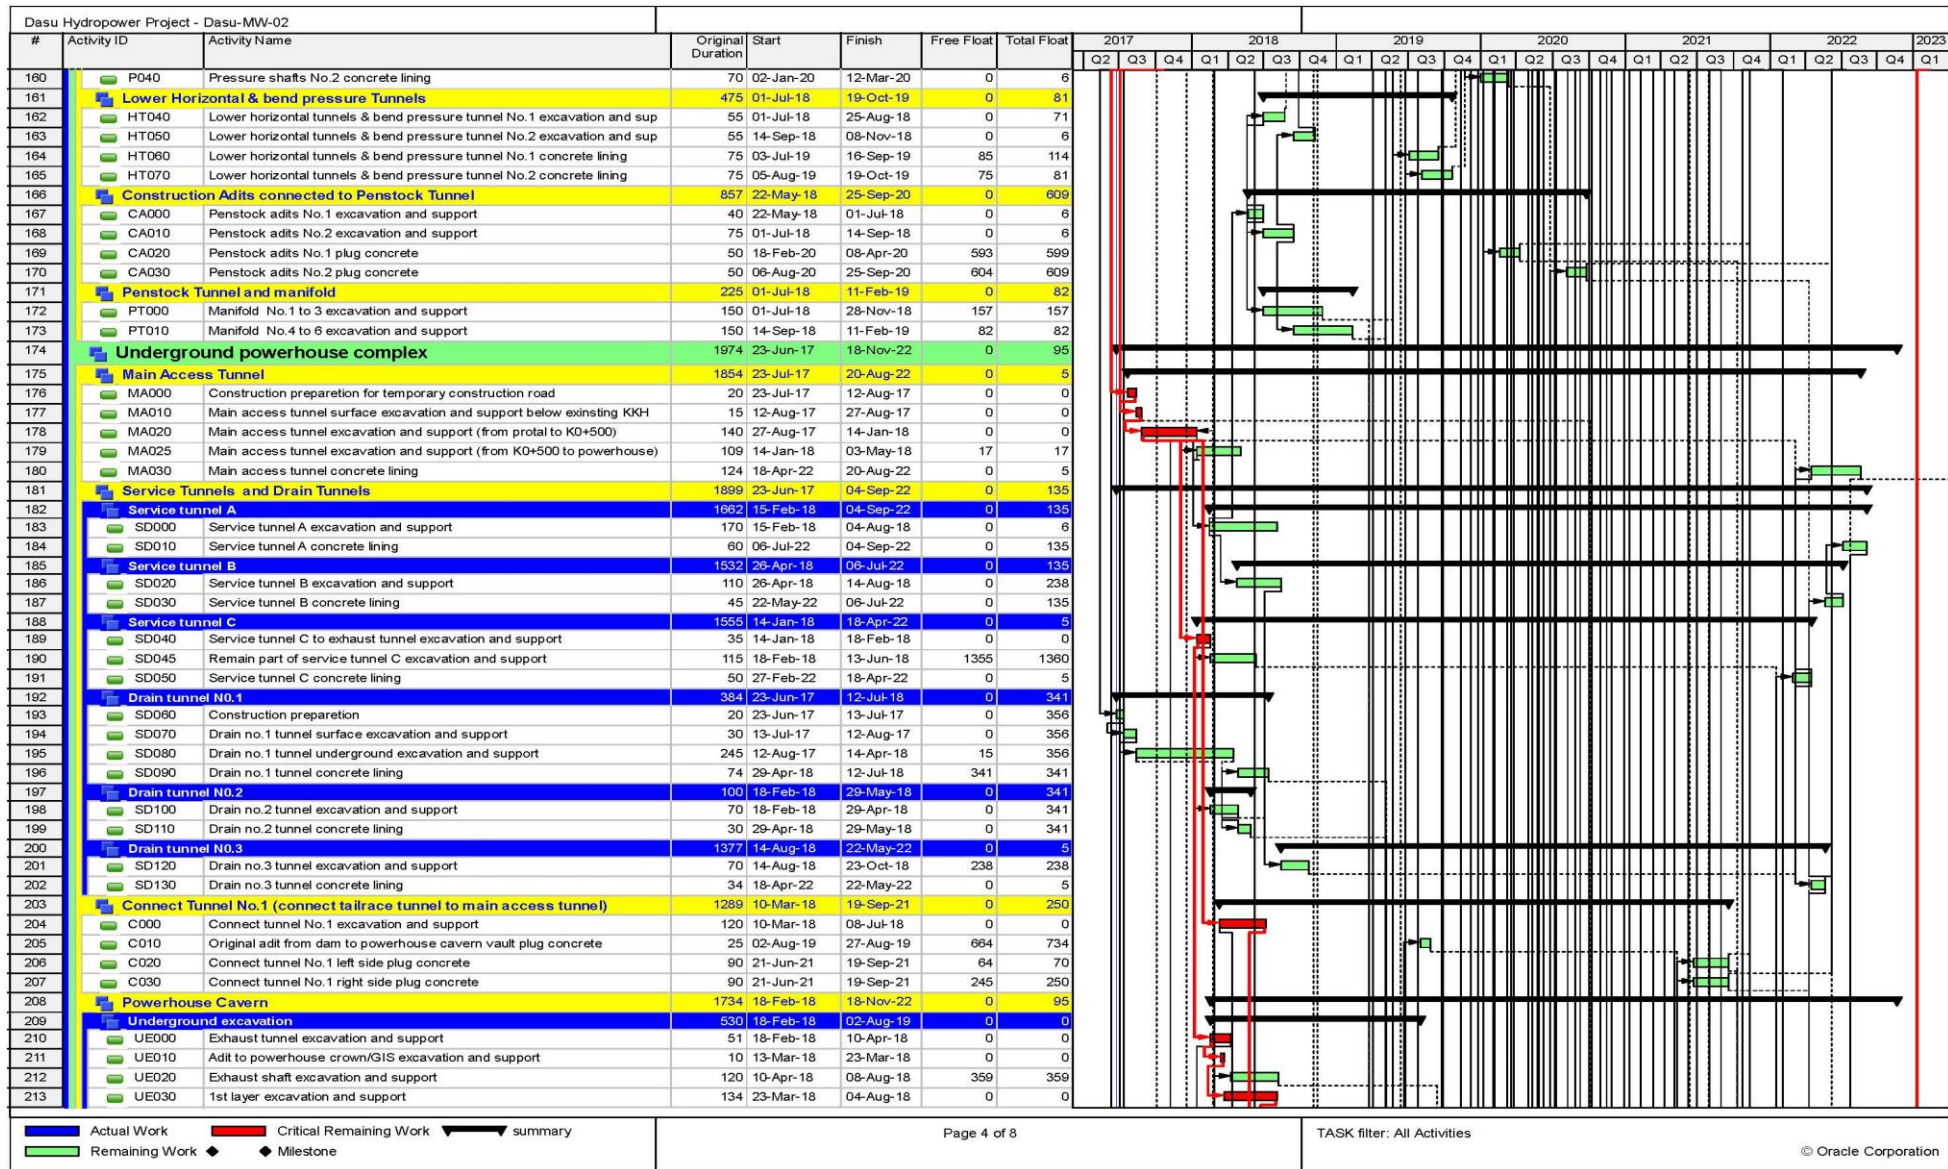 Dasu Hydropower Project - Dasu-MW-02
# Activity ID Activity Name Original Duration Start Finish Free Float Total Float 2017 2018 2019 2020 2021 2022 2023
Q2 Q3 Q4 Q1 Q2 Q3 Q4 Q1 Q2 Q3 Q4 Q1 Q2 Q3 Q4 Q1 Q2 Q3 Q4 Q1 Q2 Q3 Q4 Q1
160 P040 Pressure shafts No.2 concrete lining 70 02-Jan-20 12-Mar-20 0 6
161 Lower Horizontal & bend pressure Tunnels 475 01-Jul-18 19-Oct-19 0 81
162 HT040 Lower horizontal tunnels & bend pressure tunnel No.1 excavation and sup 55 01-Jul-18 25-Aug-18 0 71
163 HT050 Lower horizontal tunnels & bend pressure tunnel No.2 excavation and sup 55 14-Sep-18 08-Nov-18 0 6
164 HT060 Lower horizontal tunnels & bend pressure tunnel No.1 concrete lining 75 03-Jul-19 16-Sep-19 85 114
165 HT070 Lower horizontal tunnels & bend pressure tunnel No.2 concrete lining 75 05-Aug-19 19-Oct-19 75 81
166 Construction Adits connected to Penstock Tunnel 857 22-May-18 25-Sep-20 0 609
167 CA000 Penstock adits No.1 excavation and support 40 22-May-18 01-Jul-18 0 6
168 CA010 Penstock adits No.2 excavation and support 75 01-Jul-18 14-Sep-18 0 6
169 CA020 Penstock adits No.1 plug concrete 50 18-Feb-20 08-Apr-20 593 599
170 CA030 Penstock adits No.2 plug concrete 50 06-Aug-20 25-Sep-20 604 609
171 Penstock Tunnel and manifold 225 01-Jul-18 11-Feb-19 0 82
172 PT000 Manifold No.1 to 3 excavation and support 150 01-Jul-18 28-Nov-18 157 157
173 PT010 Manifold No.4 to 6 excavation and support 150 14-Sep-18 11-Feb-19 82 82
174 Underground powerhouse complex 1974 23-Jun-17 18-Nov-22 0 95
175 Main Access Tunnel 1854 23-Jul-17 20-Aug-22 0 5
176 MA000 Construction preparetion for temporary construction road 20 23-Jul-17 12-Aug-17 0 0
177 MA010 Main access tunnel surface excavation and support below exinsting KKH 15 12-Aug-17 27-Aug-17 0 0
178 MA020 Main access tunnel excavation and support (from protal to K0+500) 140 27-Aug-17 14-Jan-18 0 0
179 MA025 Main access tunnel excavation and support (from K0+500 to powerhouse) 109 14-Jan-18 03-May-18 17 17
180 MA030 Main access tunnel concrete lining 124 18-Apr-22 20-Aug-22 0 5
181 Service Tunnels and Drain Tunnels 1899 23-Jun-17 04-Sep-22 0 135
182 Service tunnel A 1662 15-Feb-18 04-Sep-22 0 135
183 SD000 Service tunnel A excavation and support 170 15-Feb-18 04-Aug-18 0 6
184 SD010 Service tunnel A concrete lining 60 06-Jul-22 04-Sep-22 0 135
185 Service tunnel B 1532 26-Apr-18 06-Jul-22 0 135
186 SD020 Service tunnel B excavation and support 110 26-Apr-18 14-Aug-18 0 238
187 SD030 Service tunnel B concrete lining 45 22-May-22 06-Jul-22 0 135
188 Service tunnel C 1555 14-Jan-18 18-Apr-22 0 5
189 SD040 Service tunnel C to exhaust tunnel excavation and support 35 14-Jan-18 18-Feb-18 0 0
190 SD045 Remain part of service tunnel C excavation and support 115 18-Feb-18 13-Jun-18 1355 1360
191 SD050 Service tunnel C concrete lining 50 27-Feb-22 18-Apr-22 0 5
192 Drain tunnel N0.1 384 23-Jun-17 12-Jul-18 0 341
193 SD060 Construction preparetion 20 23-Jun-17 13-Jul-17 0 356
194 SD070 Drain no.1 tunnel surface excavation and support 30 13-Jul-17 12-Aug-17 0 356
195 SD080 Drain no.1 tunnel underground excavation and support 245 12-Aug-17 14-Apr-18 15 356
196 SD090 Drain no.1 tunnel concrete lining 74 29-Apr-18 12-Jul-18 341 341
197 Drain tunnel N0.2 100 18-Feb-18 29-May-18 0 341
198 SD100 Drain no.2 tunnel excavation and support 70 18-Feb-18 29-Apr-18 0 341
199 SD110 Drain no.2 tunnel concrete lining 30 29-Apr-18 29-May-18 0 341
200 Drain tunnel N0.3 1377 14-Aug-18 22-May-22 0 5
201 SD120 Drain no.3 tunnel excavation and support 70 14-Aug-18 23-Oct-18 238 238
202 SD130 Drain no.3 tunnel concrete lining 34 18-Apr-22 22-May-22 0 5
203 Connect Tunnel No.1 (connect tailrace tunnel to main access tunnel) 1289 10-Mar-18 19-Sep-21 0 250
204 C000 Connect tunnel No.1 excavation and support 120 10-Mar-18 08-Jul-18 0 0
205 C010 Original adit from dam to powerhouse cavern vault plug concrete 25 02-Aug-19 27-Aug-19 664 734
206 C020 Connect tunnel No.1 left side plug concrete 90 21-Jun-21 19-Sep-21 64 70
207 C030 Connect tunnel No.1 right side plug concrete 90 21-Jun-21 19-Sep-21 245 250
208 Powerhouse Cavern 1734 18-Feb-18 18-Nov-22 0 95
209 Underground excavation 530 18-Feb-18 02-Aug-19 0 0
210 UE000 Exhaust tunnel excavation and support 51 18-Feb-18 10-Apr-18 0 0
211 UE010 Adit to powerhouse crown/GIS excavation and support 10 13-Mar-18 23-Mar-18 0 0
212 UE020 Exhaust shaft excavation and support 120 10-Apr-18 08-Aug-18 359 359
213 UE030 1st layer excavation and support 134 23-Mar-18 04-Aug-18 0 0
Actual Work Critical Remaining Work summary Page 4 of 8 TASK filter: All Activities
Remaining Work Milestone © Oracle Corporation